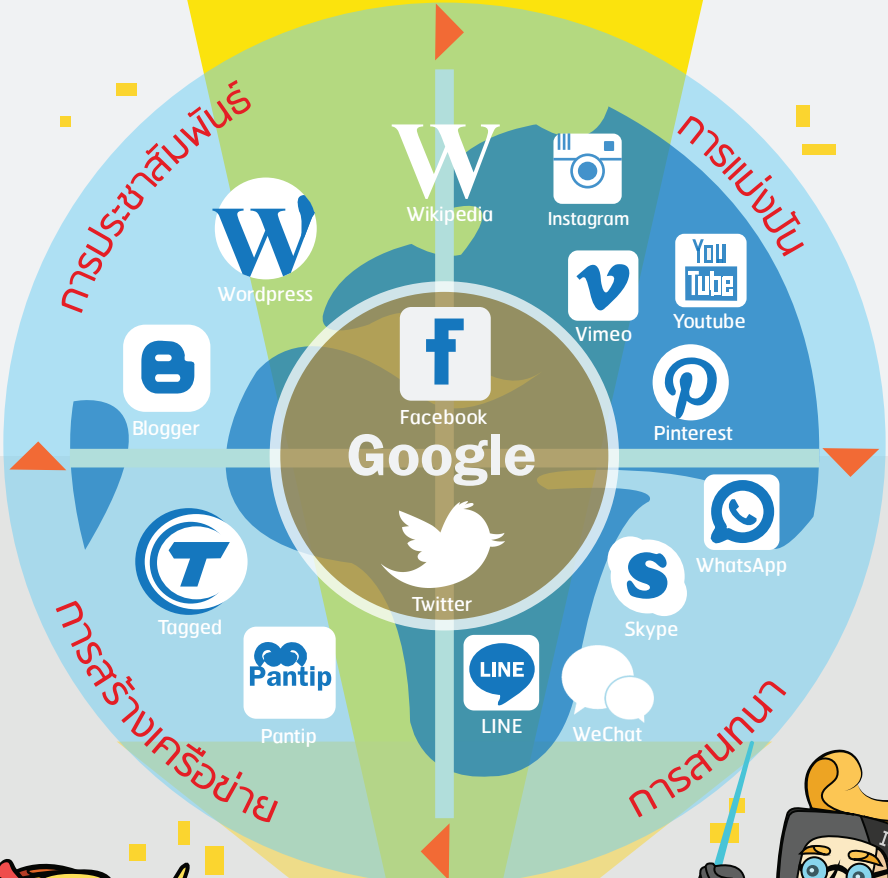 การประชาสัมพันธ์
การแบ่งปัน
W
Wikipedia
Instagram
W
Wordpress
You
Tube
Youtube
Vimeo
Facebook
Blogger
Pinterest
Google
WhatsApp
Twitter
Skype
T
Tagged
Pantip
Pantip
LINE
LINE
WeChat
การสร้างเครือข่าย
การสนทนา